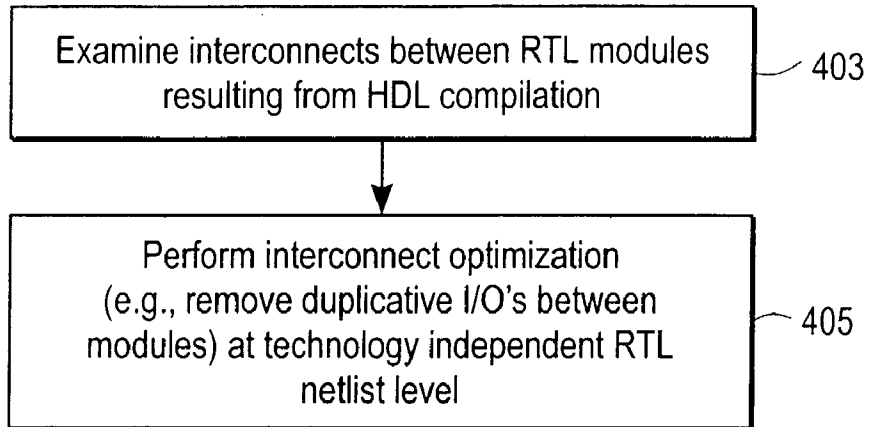 Examine interconnects between RTL modules
resulting from HDL compilation
403
Perform interconnect optimization
(e.g., remove duplicative I/O's between
modules) at technology independent RTL
netlist level
405